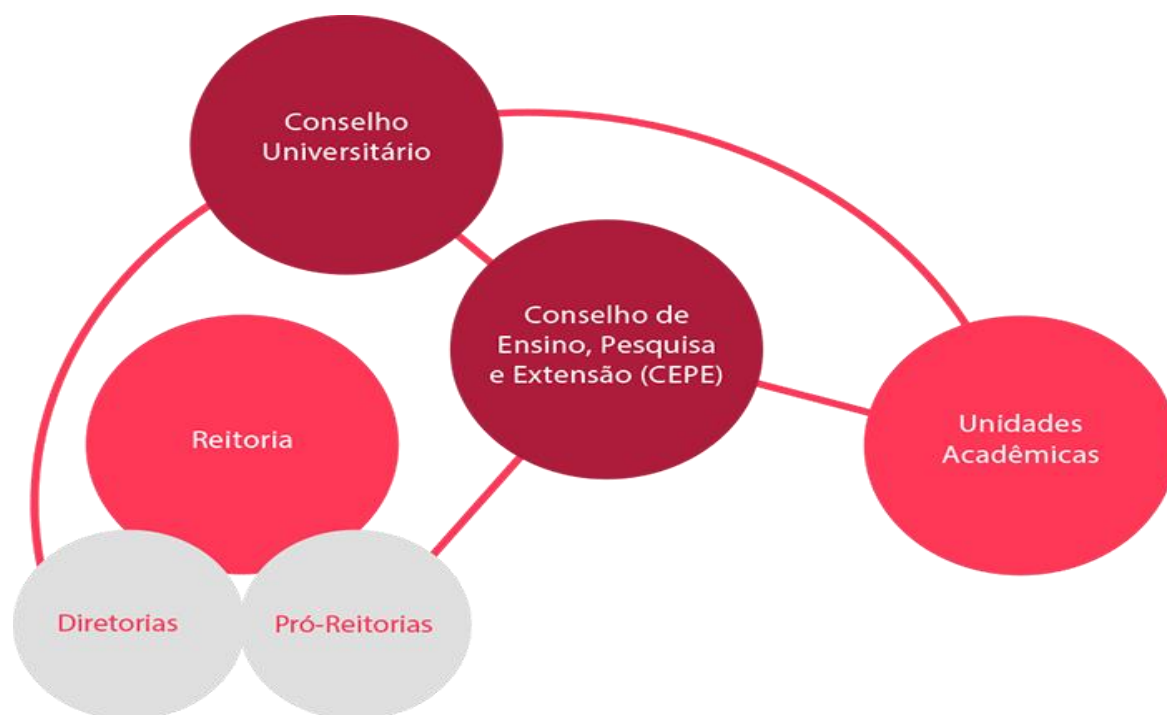 Conselho
Universitário
Conselho de
Ensino, Pesquisa
e Extensão (CEPE)
Reitoria
Unidades
Acadêmicas
Diretorias
Pró-Reitorias